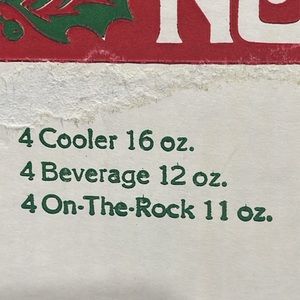 4 Cooler 16 oz.
4 Beverage 12 oz.
4 On-The-Rock 11 oz.